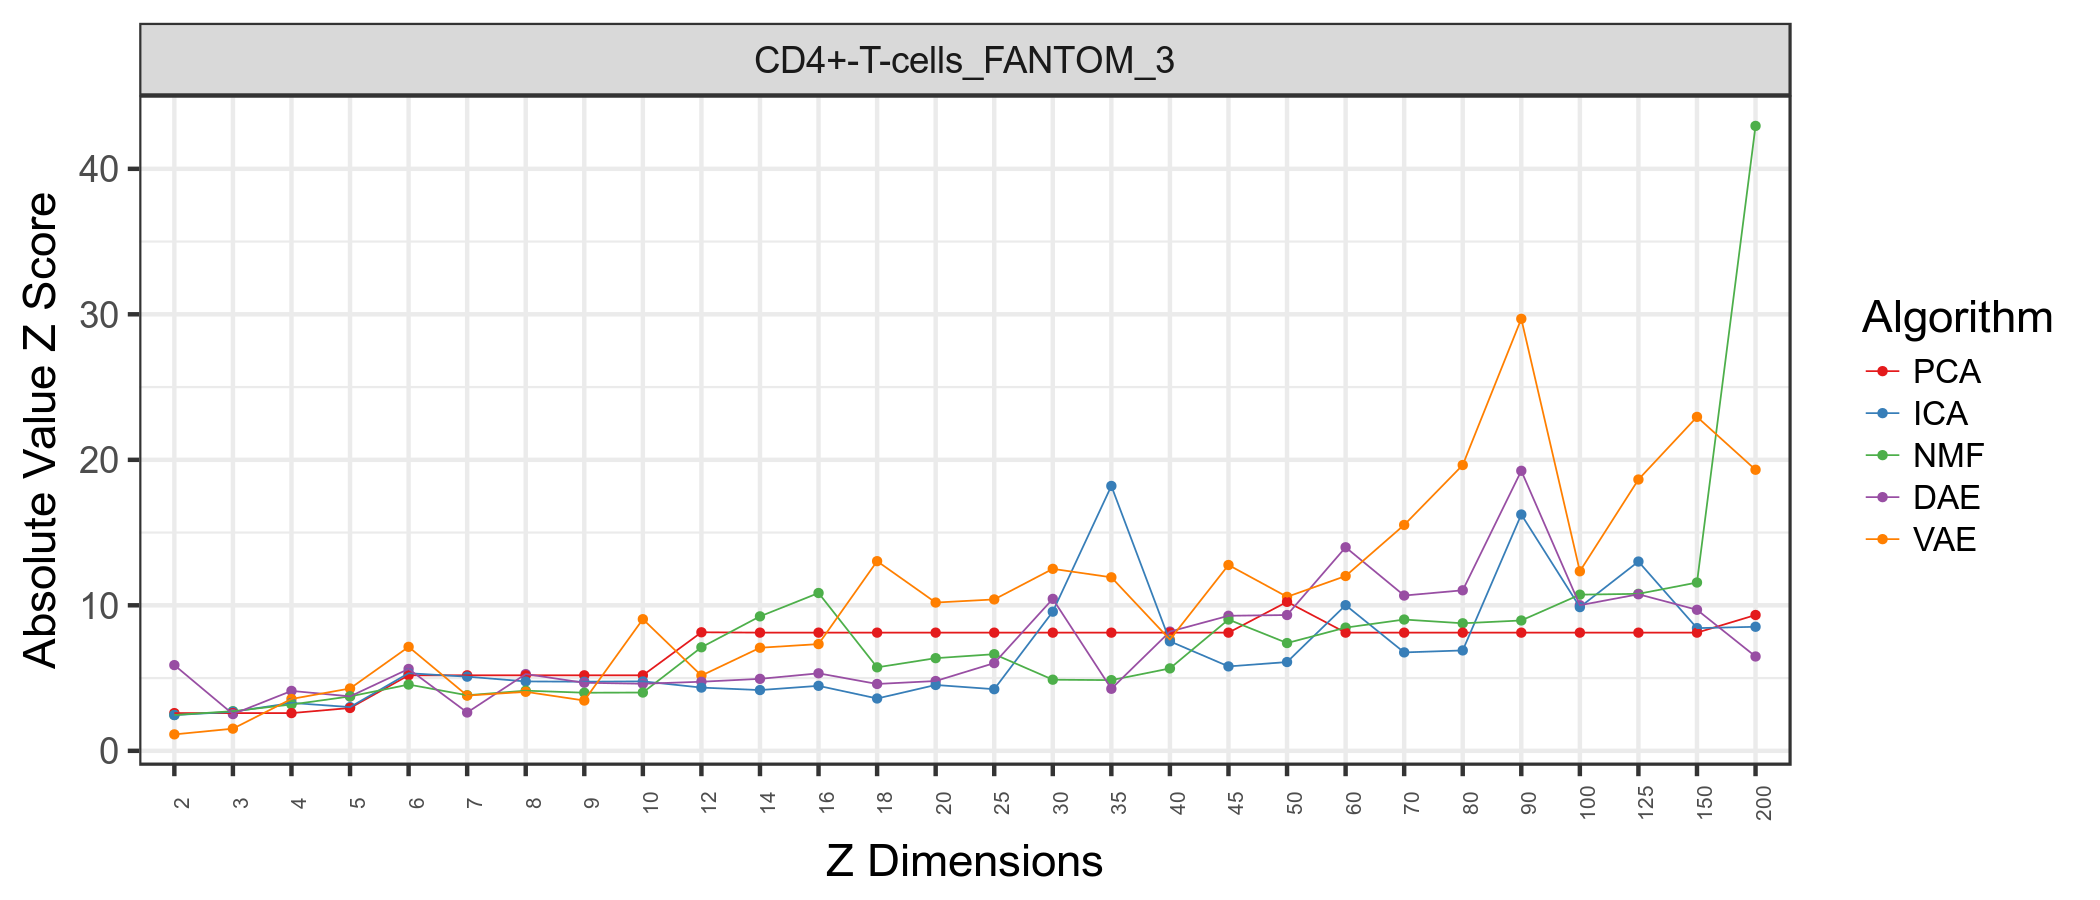 CD4+-T-cells_FANTOM_3
Absolute Value Z Score
40
30
20
10
0
2 3 4 5 6 7 8 9 10 12 14 16 18 20 25 30 35 40 45 50 60 70 80 90 100 125 150 200
Z Dimensions
Algorithm
PCA
ICA
NMF
DAE
VAE